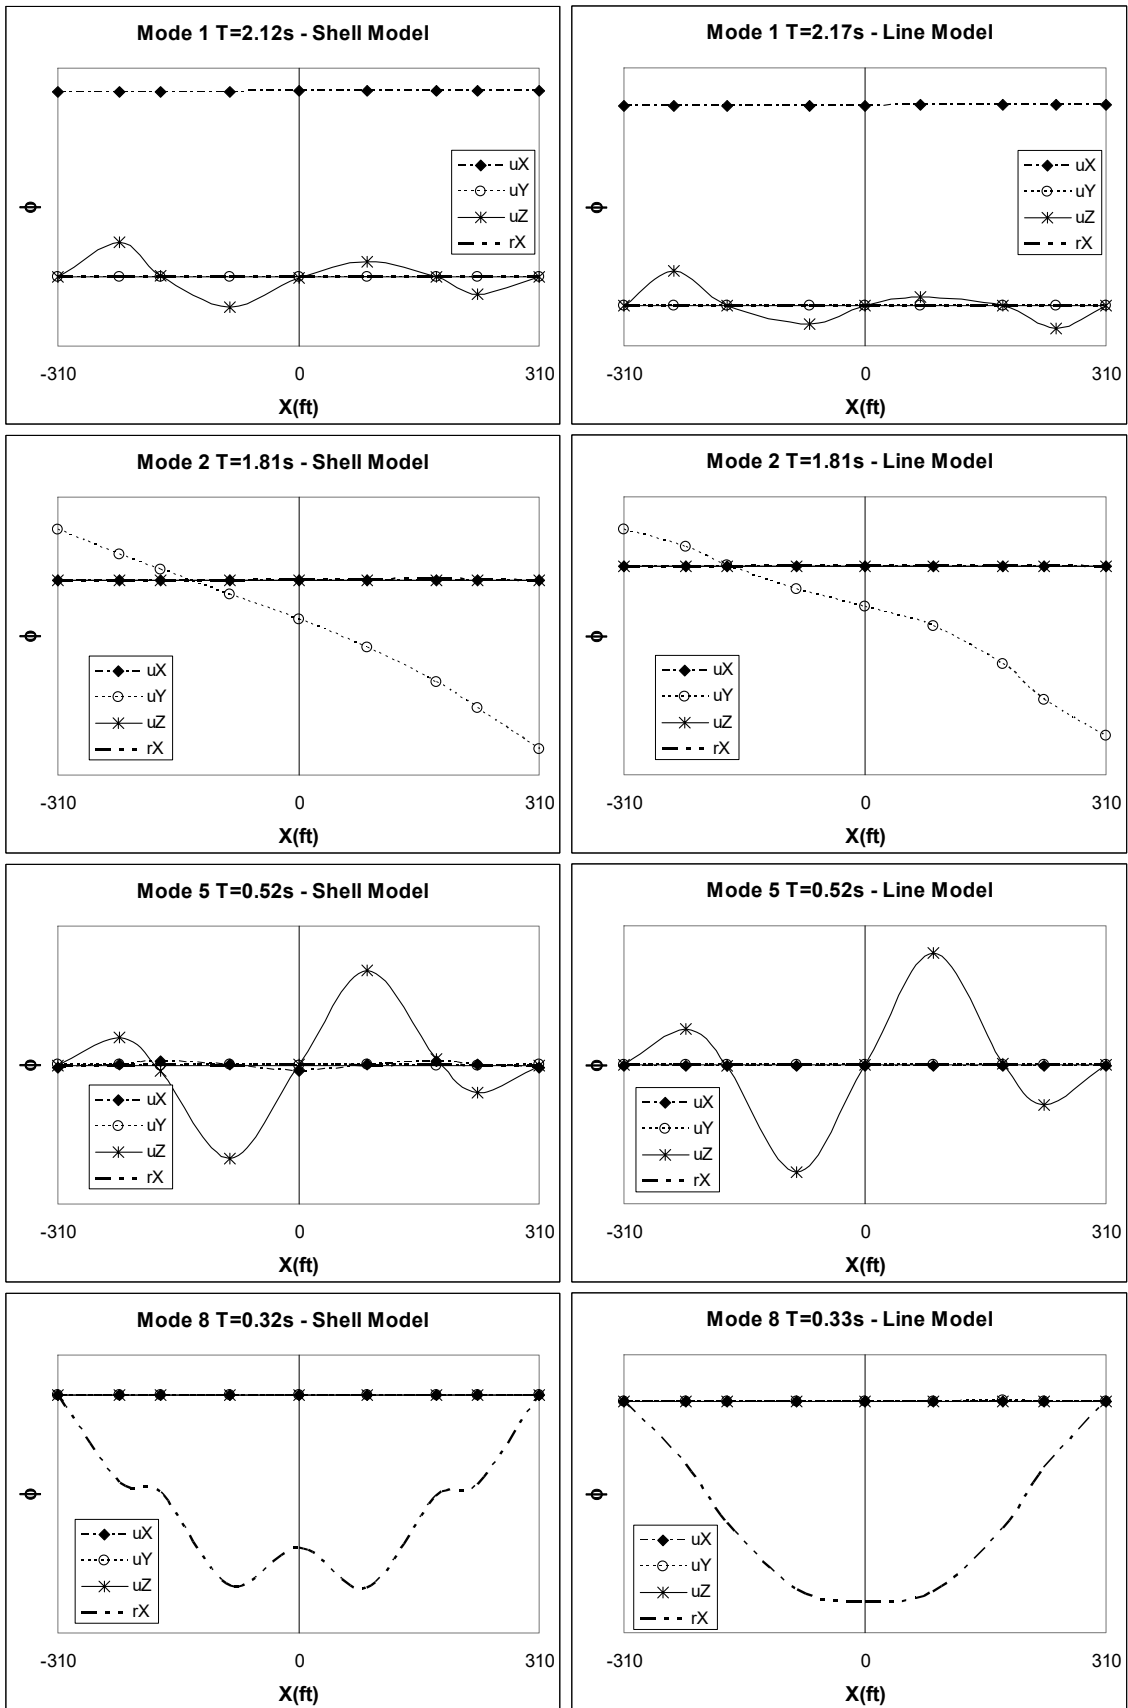 Mode 1 T=2.12s - Shell Model
uX
uY
uZ
rX
ϕ
-310
0
310
X(ft)
Mode 1 T=2.17s - Line Model
uX
uY
uZ
rX
ϕ
-310
0
310
X(ft)
Mode 2 T=1.81s - Shell Model
ϕ
uX
uY
uZ
rX
-310
0
310
X(ft)
Mode 2 T=1.81s - Line Model
ϕ
uX
uY
uZ
rX
-310
0
310
X(ft)
Mode 5 T=0.52s - Shell Model
ϕ
uX
uY
uZ
rX
-310
0
310
X(ft)
Mode 5 T=0.52s - Line Model
ϕ
uX
uY
uZ
rX
-310
0
310
X(ft)
Mode 8 T=0.32s - Shell Model
ϕ
uX
uY
uZ
rX
-310
0
310
X(ft)
Mode 8 T=0.33s - Line Model
ϕ
uX
uY
uZ
rX
-310
0
310
X(ft)